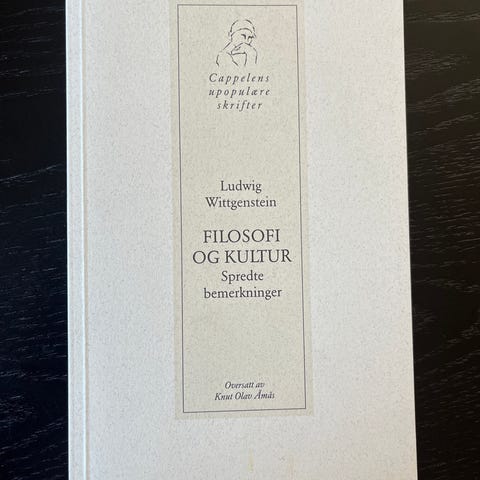 Cappelens
upopulære
skrifter
Ludwig
Wittgenstein
FILOSOFI
OG KULTUR
Spredte
bemerkninger
Oversatt av
Knut Olav Åmås